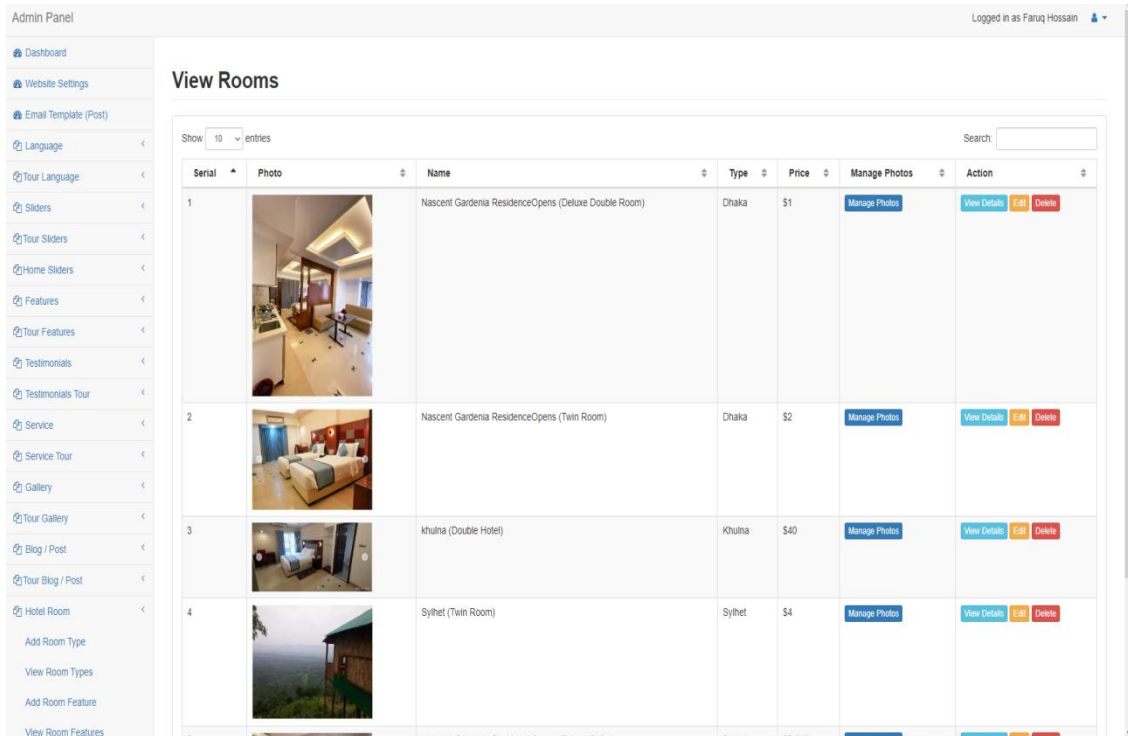 Admin Panel
Logged in as Faruq Hossain
Dashboard
Website Settings
Email Template (Post)
Language
Tour Language
Sliders
Tour Sliders
Home Sliders
Features
Tour Features
Testimonials
Testimonials Tour
Service
Service Tour
Gallery
Tour Gallery
Blog / Post
Tour Blog / Post
Hotel Room
Add Room Type
View Room Types
Add Room Feature
View Room Features
View Rooms
Show 10 entries
Search:
Serial Photo Name Type Price Manage Photos Action
1 Nascent Gardenia ResidenceOpens (Deluxe Double Room) Dhaka $1 Manage Photos View Details Edit Delete
2 Nascent Gardenia ResidenceOpens (Twin Room) Dhaka $2 Manage Photos View Details Edit Delete
3 khulna (Double Hotel) Khulna $40 Manage Photos View Details Edit Delete
4 Sylhet (Twin Room) Sylhet $4 Manage Photos View Details Edit Delete